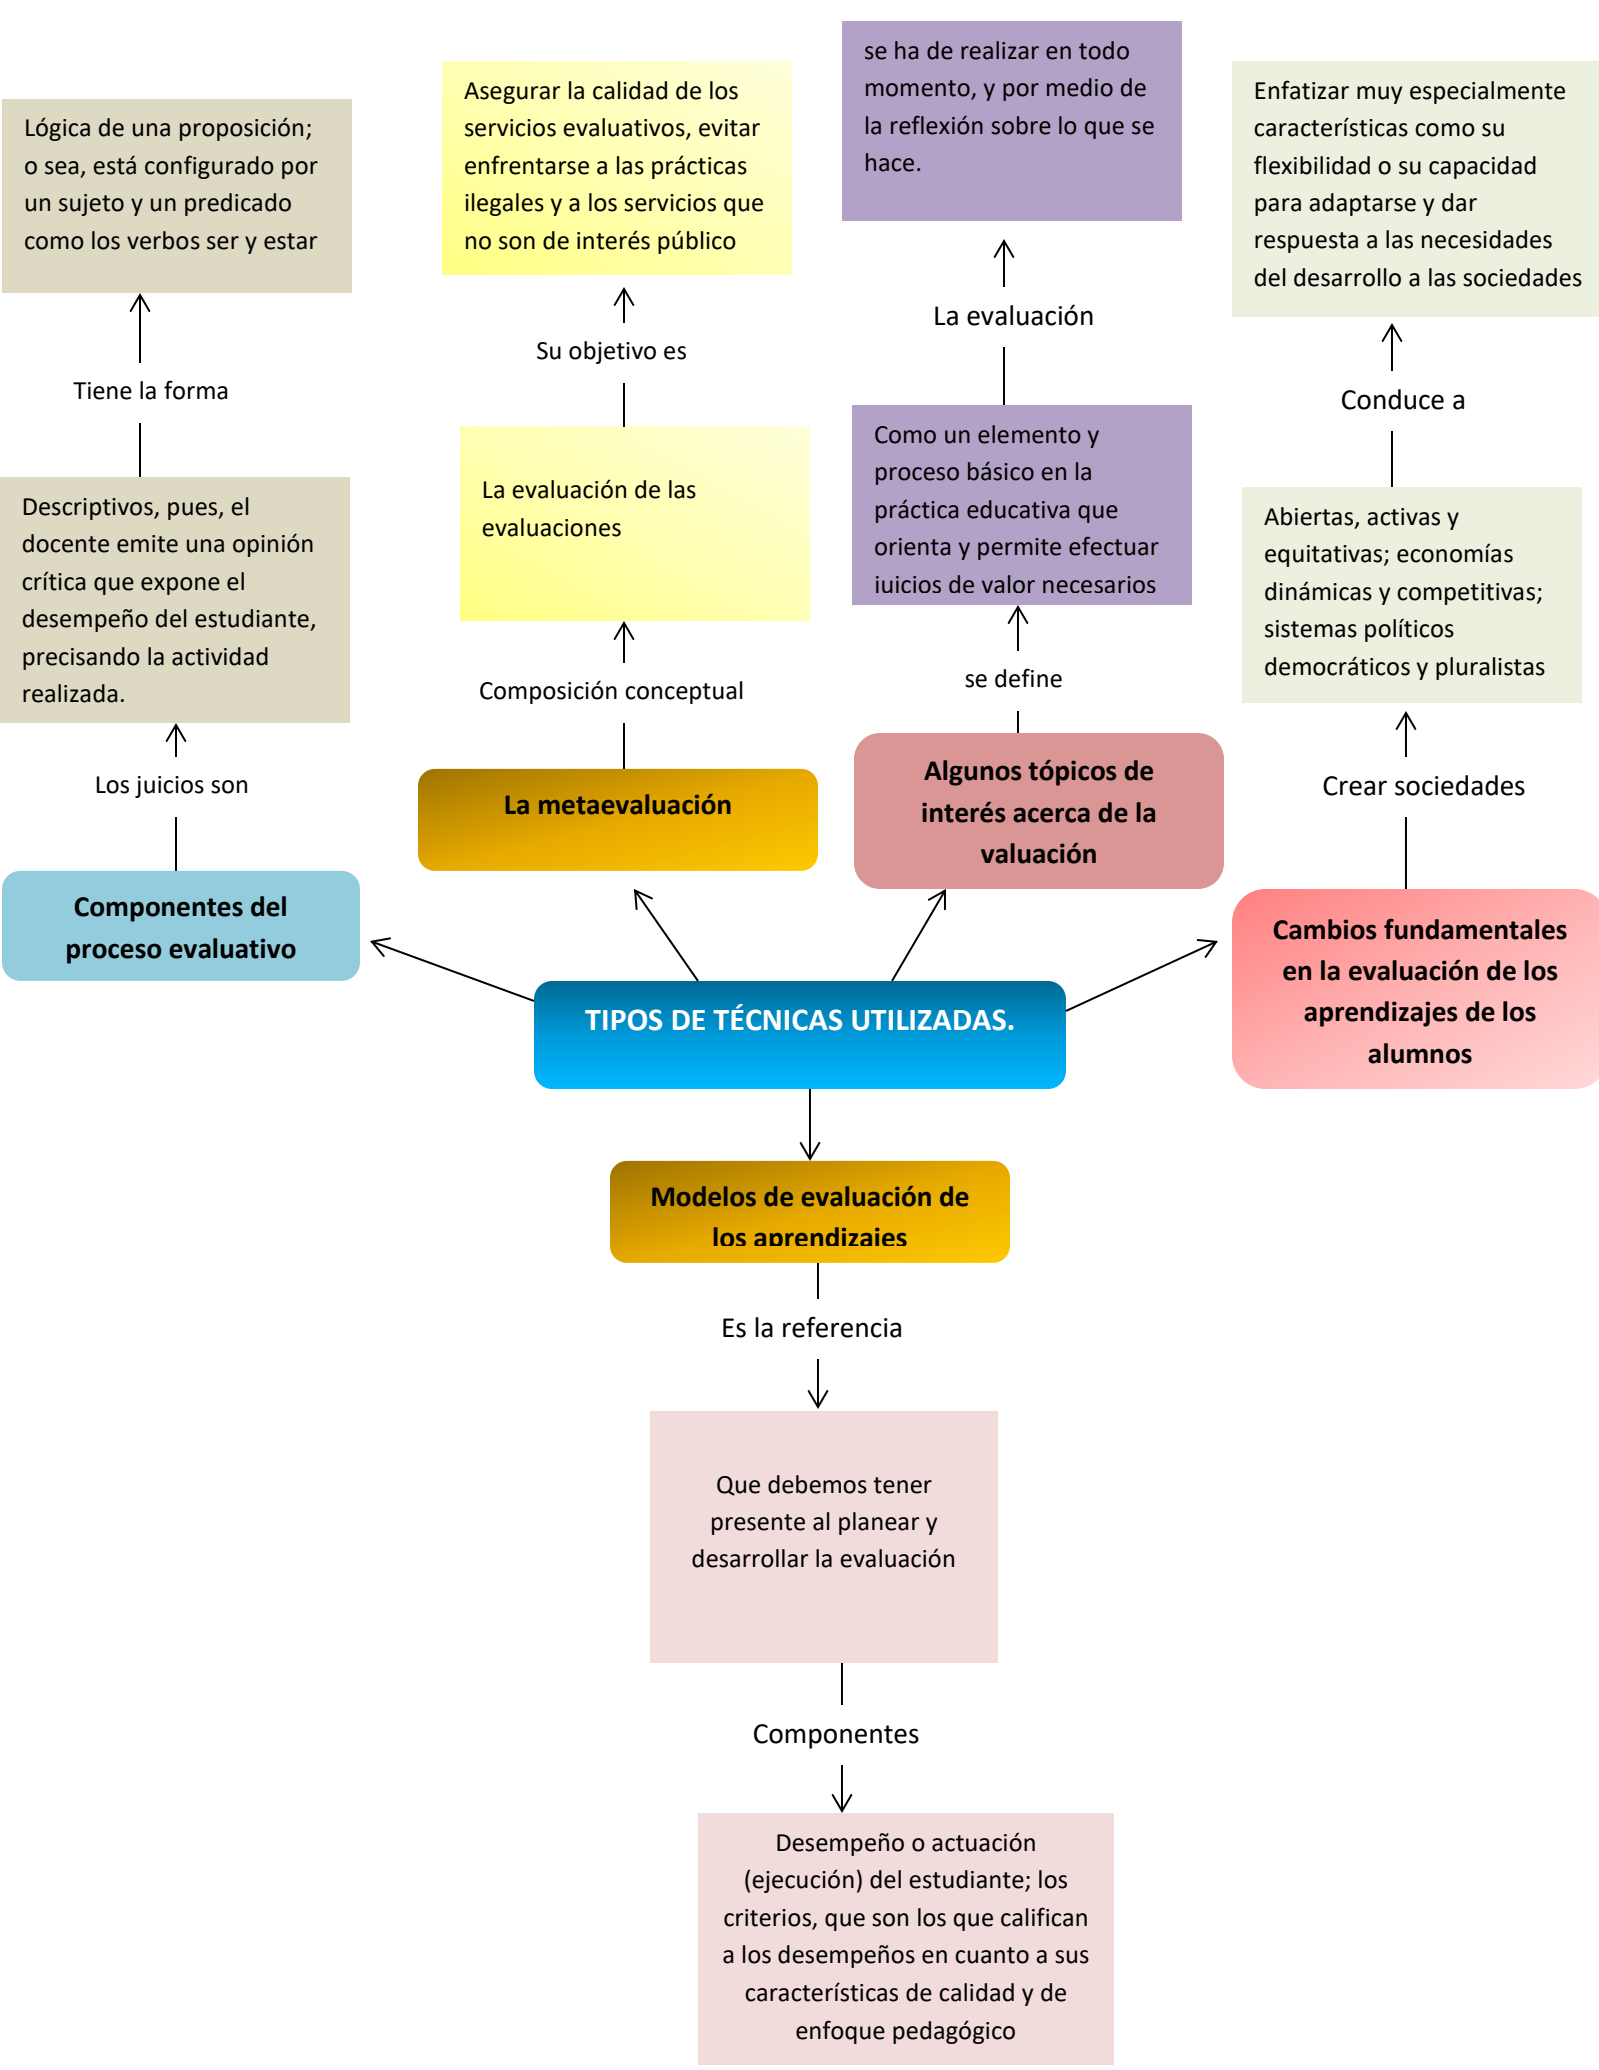 Lógica de una proposición;
o sea, está configurado por
un sujeto y un predicado
como los verbos ser y estar
Tiene la forma
Descriptivos, pues, el
docente emite una opinión
crítica que expone el
desempeño del estudiante,
precisando la actividad
realizada.
Los juicios son
Componentes del
proceso evaluativo
Asegurar la calidad de los
servicios evaluativos, evitar
enfrentarse a las prácticas
ilegales y a los servicios que
no son de interés público
Su objetivo es
La evaluación de las
evaluaciones
Composición conceptual
La metaevaluación
se ha de realizar en todo
momento, y por medio de
la reflexión sobre lo que se
hace.
La evaluación
Como un elemento y
proceso básico en la
práctica educativa que
orienta y permite efectuar
juicios de valor necesarios
se define
Algunos tópicos de
interés acerca de la
valuación
Enfatizar muy especialmente
características como su
flexibilidad o su capacidad
para adaptarse y dar
respuesta a las necesidades
del desarrollo a las sociedades
Conduce a
Abiertas, activas y
equitativas; economías
dinámicas y competitivas;
sistemas políticos
democráticos y pluralistas
Crear sociedades
Cambios fundamentales
en la evaluación de los
aprendizajes de los
alumnos
TIPOS DE TÉCNICAS UTILIZADAS.
Modelos de evaluación de
los aprendizajes
Es la referencia
Que debemos tener
presente al planear y
desarrollar la evaluación
Componentes
Desempeño o actuación
(ejecución) del estudiante; los
criterios, que son los que califican
a los desempeños en cuanto a sus
características de calidad y de
enfoque pedagógico